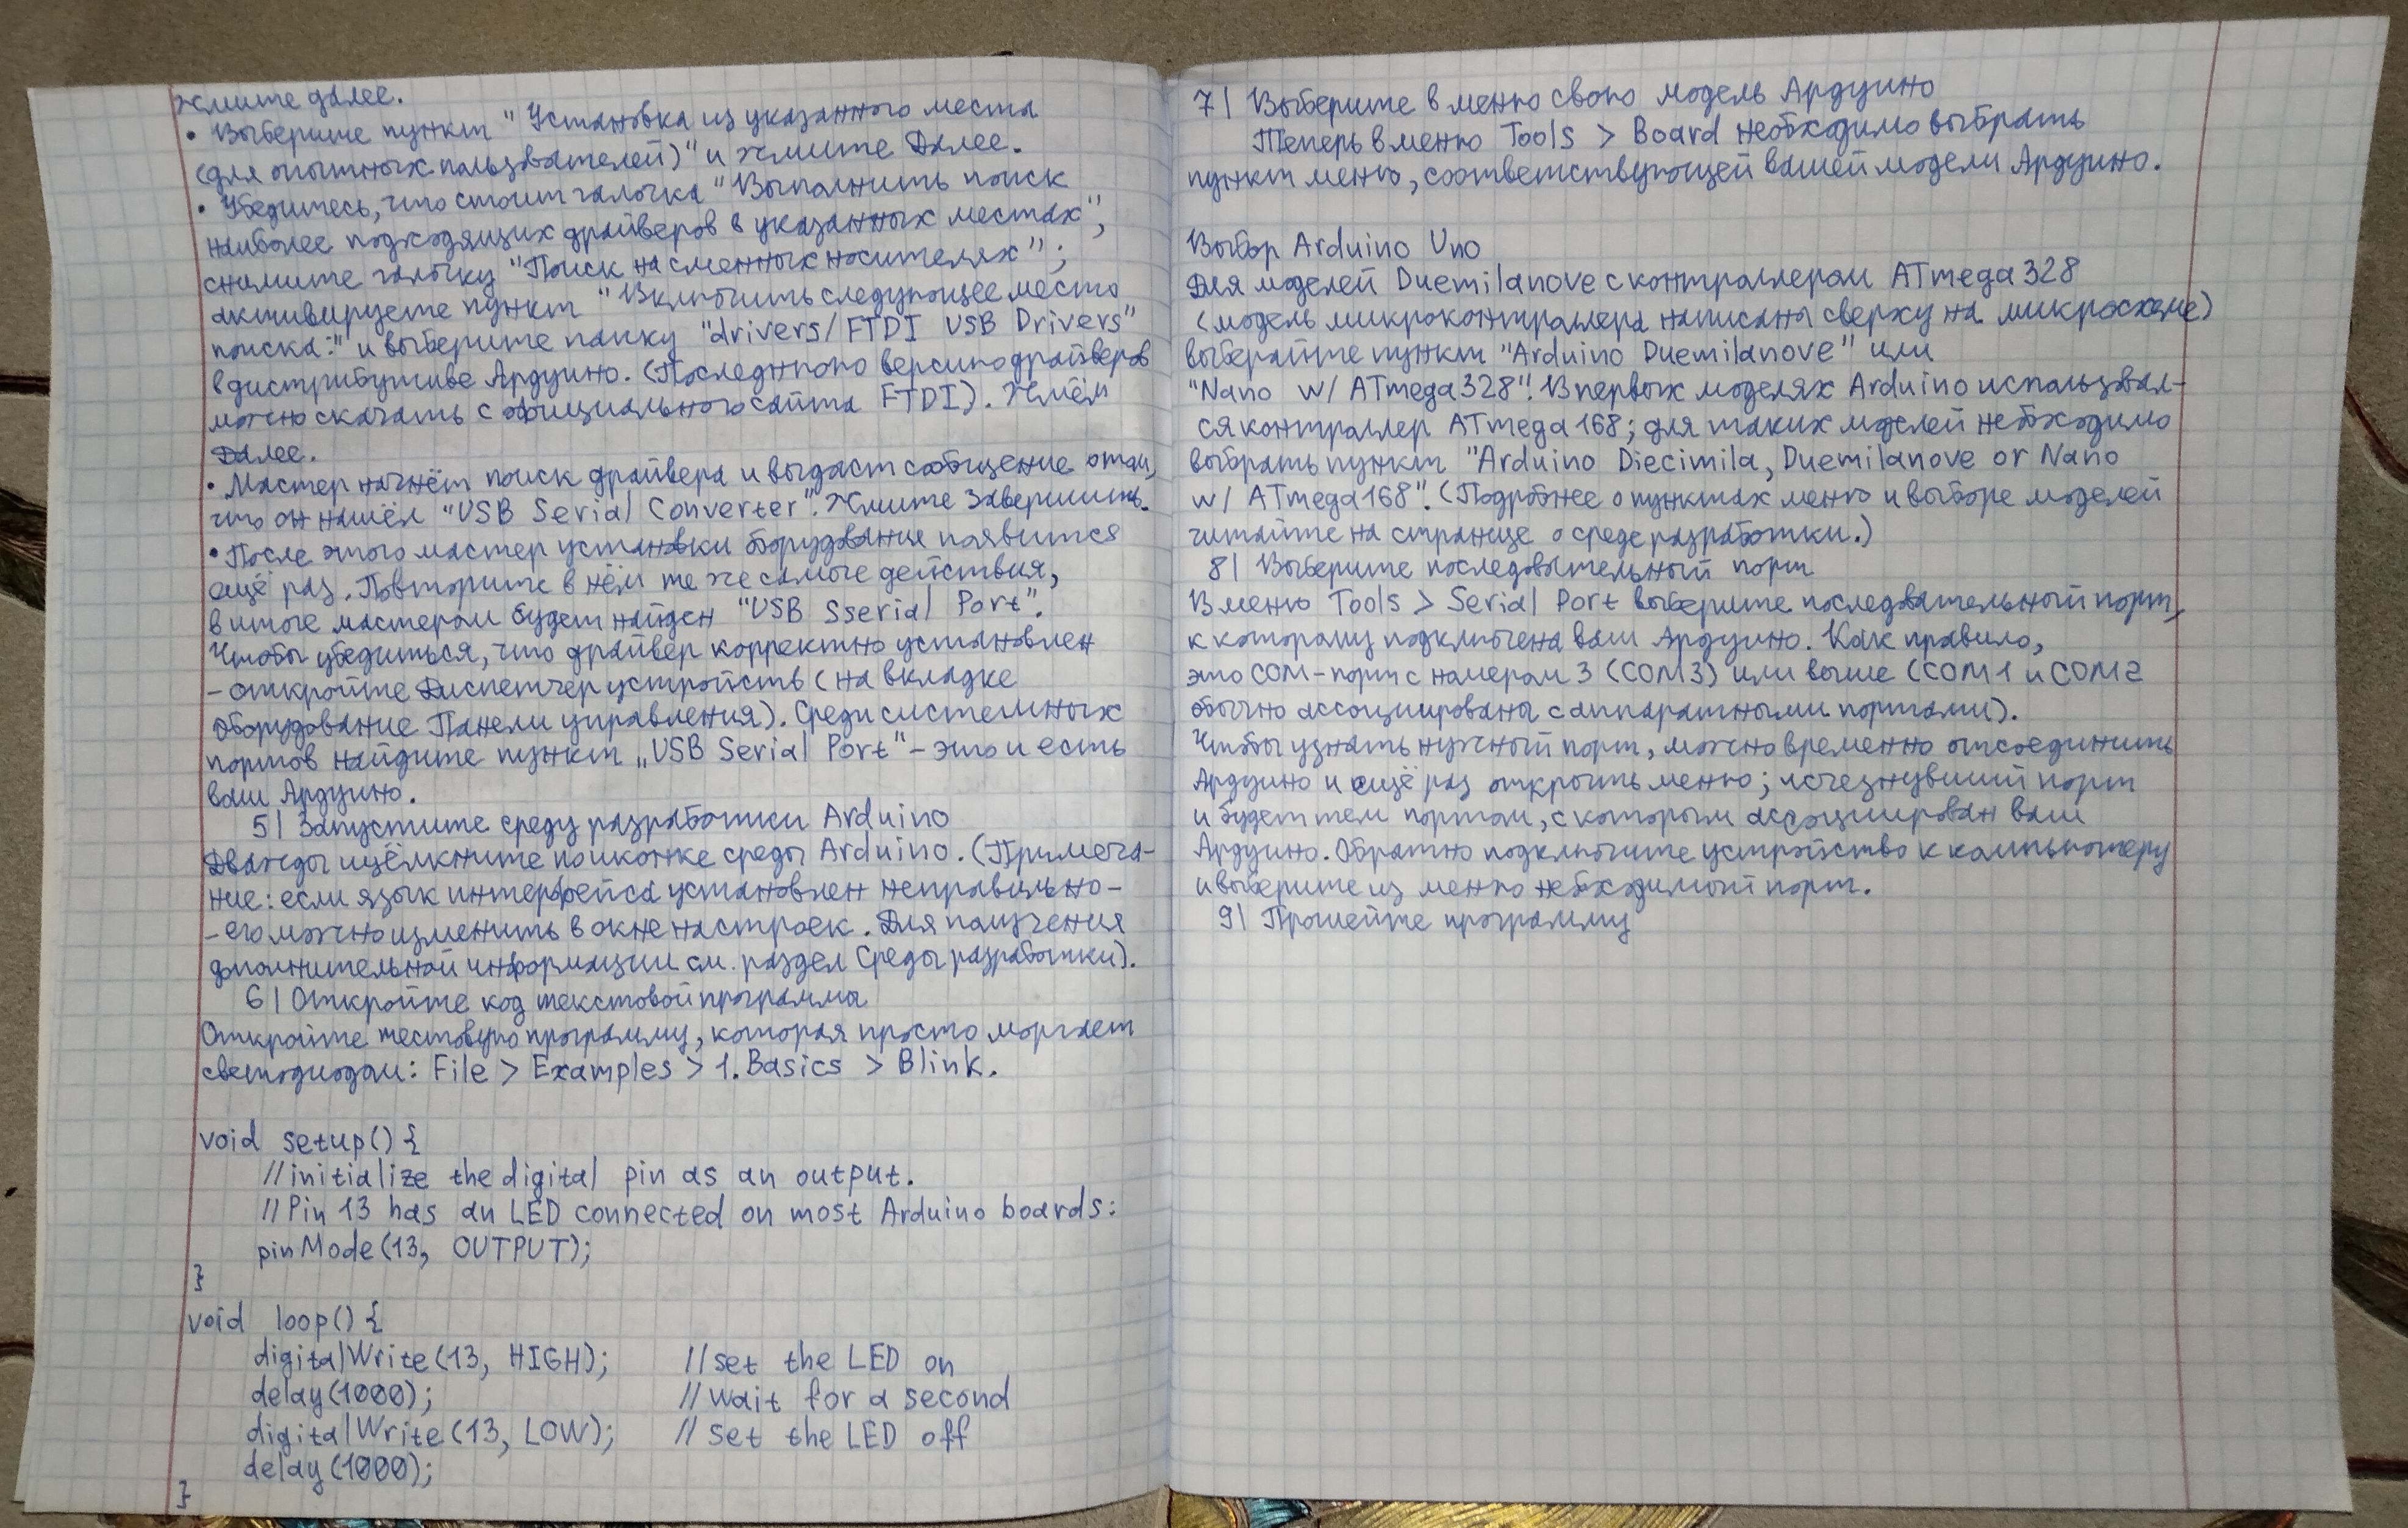 жмите далее.
• Выберите пункт "Установка из указанного места
(для опытных пользователей)" и жмите Далее.
• Убедитесь, что стоит галочка "Выполнить поиск
наиболее подходящих драйверов в указанных местах";
снимите галочку "Поиск на сменных носителях";
активируете пункт "Включить следующее место
поиска:" и выберите папку "drivers/FTDI USB Drivers"
в дистрибутиве Ардуино. (Последнюю версию драйверов
можно скачать с официального сайта FTDI). Жмём
Далее.
• Мастер начнёт поиск драйвера и выдаст сообщение о том,
что он нашёл "USB Serial Converter". Жмите Завершить.
• После этого мастер установки оборудования появится
ещё раз. Повторите в нём те же самые действия,
в итоге мастером будет найден "USB Sserial Port".
Чтобы убедиться, что драйвер корректно установлен
- откройте Диспетчер устройств (на вкладке
Оборудование Панели управления). Среди системных
портов найдите пункт „USB Serial Port" - это и есть
ваш Ардуино.
5| Запустите среду разработки Arduino
Дважды щёлкните по иконке среды Arduino. (Примеча-
ние: если язык интерфейса установлен неправильно -
- его можно изменить в окне настроек. Для получения
дополнительной информации см. раздел Среды разработки).
6| Откройте код текстовой программы
Откройте тестовую программу, которая просто моргает
светодиодом: File > Examples > 1. Basics > Blink.
void setup() {
//initialize the digital pin as an output.
//Pin 13 has an LED connected on most Arduino boards:
pinMode(13, OUTPUT);
}
void loop() {
digitalWrite(13, HIGH); //set the LED on
delay(1000); //wait for a second
digitalWrite(13, LOW); //set the LED off
delay(1000);
}
7| Выберите в меню свою модель Ардуино
Теперь в меню Tools > Board необходимо выбрать
пункт меню, соответствующей вашей модели Ардуино.
Выбор Arduino Uno
Для моделей Duemilanove с контроллером ATmega328
(модель микроконтроллера написаны сверху на микросхеме)
выберайте пункт "Arduino Duemilanove" или
"Nano w/ ATmega328". В первых моделях Arduino использовал-
ся контроллер ATmega168; для таких моделей необходимо
выбрать пункт "Arduino Diecimila, Duemilanove or Nano
w/ ATmega168". (Подробнее о пунктах меню и выборе моделей
читайте на странице о среде разработки.)
8| Выберите последовательный порт
В меню Tools > Serial Port выберите последовательный порт,
к которому подключена ваш Ардуино. Как правило,
это COM-порт с номером 3 (COM3) или выше (COM1 и COM2
обычно ассоциированы с аппаратными портами).
Чтобы узнать нужный порт, можно временно отсоединить
Ардуино и ещё раз открыть меню; исчезнувший порт
и будет тем портом, с которым ассоциирован ваш
Ардуино. Обратно подключите устройство к компьютеру
и выберите из меню необходимый порт.
9| Прошейте программу